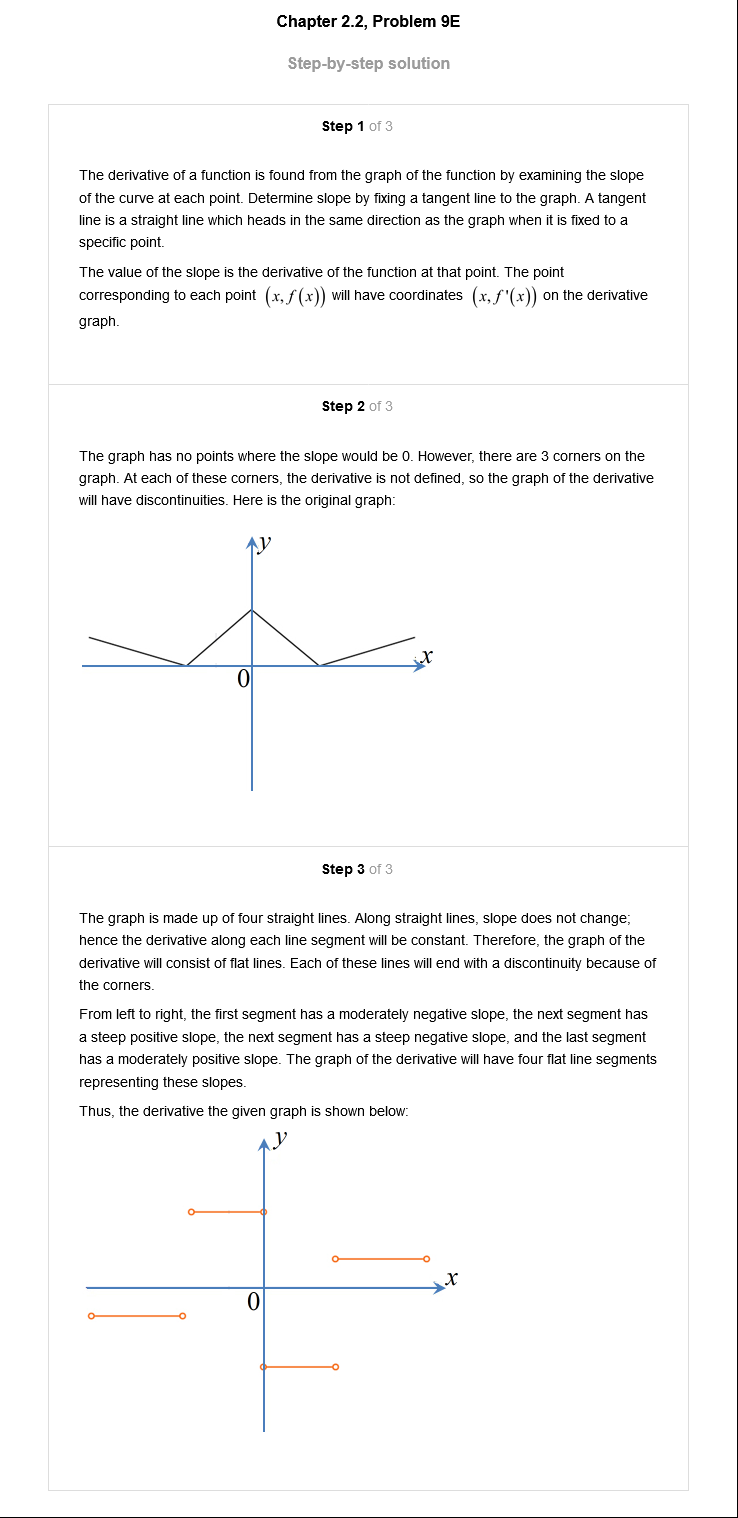 Chapter 2.2, Problem 9E
Step-by-step solution
Step 1 of 3
The derivative of a function is found from the graph of the function by examining the slope
of the curve at each point. Determine slope by fixing a tangent line to the graph. A tangent
line is a straight line which heads in the same direction as the graph when it is fixed to a
specific point.
The value of the slope is the derivative of the function at that point. The point
corresponding to each point (x, f(x)) will have coordinates (x, f'(x)) on the derivative
graph.
Step 2 of 3
The graph has no points where the slope would be 0. However, there are 3 corners on the
graph. At each of these corners, the derivative is not defined, so the graph of the derivative
will have discontinuities. Here is the original graph:
y
x
0
Step 3 of 3
The graph is made up of four straight lines. Along straight lines, slope does not change;
hence the derivative along each line segment will be constant. Therefore, the graph of the
derivative will consist of flat lines. Each of these lines will end with a discontinuity because of
the corners.
From left to right, the first segment has a moderately negative slope, the next segment has
a steep positive slope, the next segment has a steep negative slope, and the last segment
has a moderately positive slope. The graph of the derivative will have four flat line segments
representing these slopes.
Thus, the derivative the given graph is shown below:
y
x
0